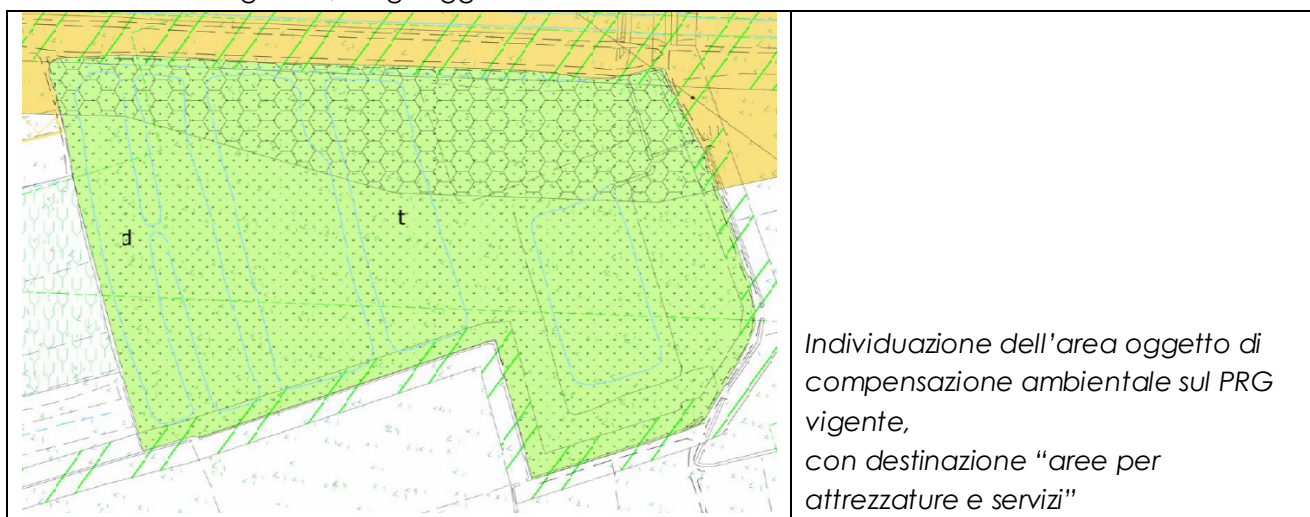 d
t
Individuazione dell’area oggetto di
compensazione ambientale sul PRG
vigente,
con destinazione “aree per
attrezzature e servizi”